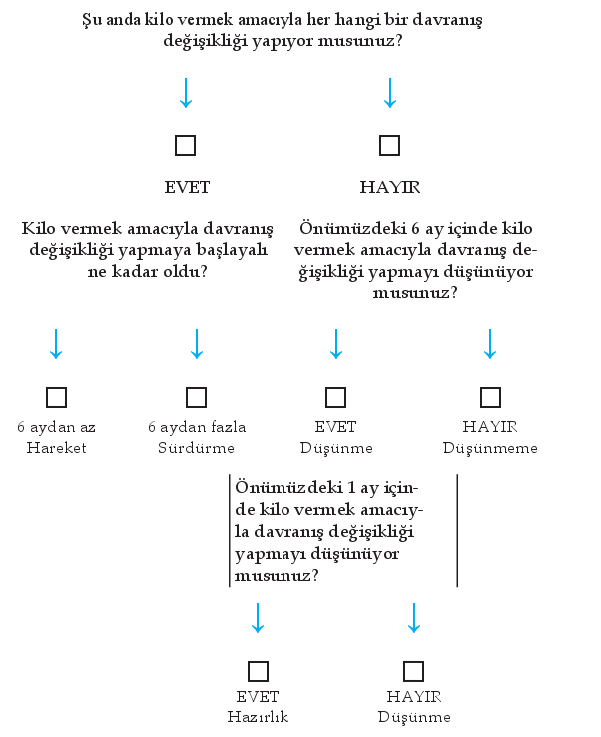 Şu anda kilo vermek amacıyla her hangi bir davranış
değişikliği yapıyor musunuz?
EVET
HAYIR
Kilo vermek amacıyla davranış
değişikliği yapmaya başlayalı
ne kadar oldu?
Önümüzdeki 6 ay içinde kilo
vermek amacıyla davranış de-
ğişikliği yapmayı düşünüyor
musunuz?
6 aydan az
Hareket
6 aydan fazla
Sürdürme
EVET
Düşünme
HAYIR
Düşünmeme
Önümüzdeki 1 ay için-
de kilo vermek amacıy-
la davranış değişikliği
yapmayı düşünüyor
musunuz?
EVET
Hazırlık
HAYIR
Düşünme